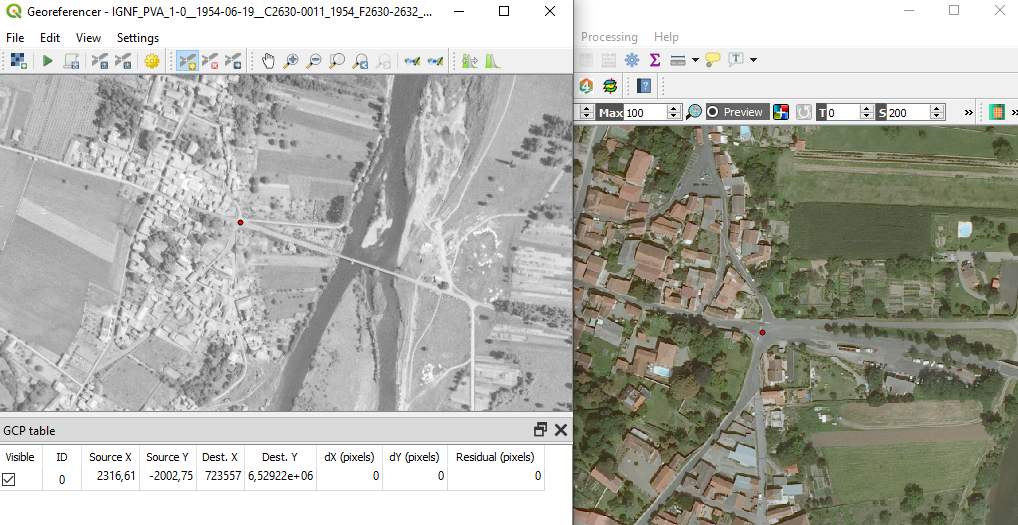 Georeferencer - IGNF_PVA_1-0__1954-06-19__C2630-0011_1954_F2630-2632_...
File Edit View Settings
Processing Help
T
4 ?
Max 100 Preview T 0 S 200 » »
GCP table
Visible ID Source X Source Y Dest. X Dest. Y dX (pixels) dY (pixels) Residual (pixels)
0 2316,61 -2002,75 723557 6,52922e+06 0 0 0